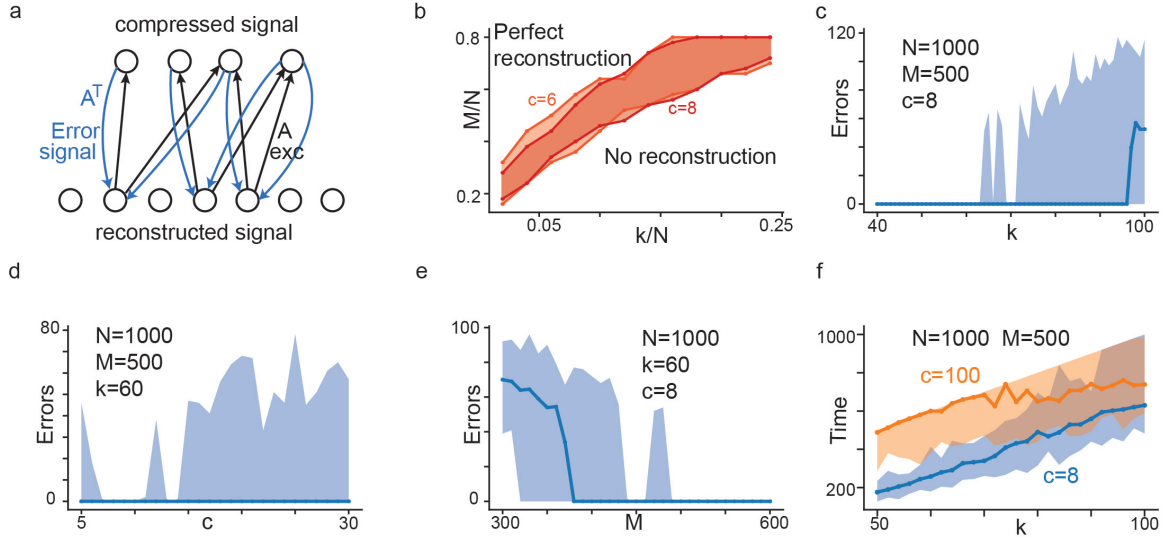 a
compressed signal
A^T
Error
signal
A
exc
reconstructed signal
b
0.8
Perfect
reconstruction
c=6
c=8
M/N
No reconstruction
0.2
0.05
k/N
0.25
c
120
N=1000
M=500
c=8
Errors
0
40
k
100
d
80
N=1000
M=500
k=60
Errors
0
5
c
30
e
100
N=1000
k=60
c=8
Errors
0
300
M
600
f
1000
N=1000 M=500
c=100
Time
c=8
200
50
k
100